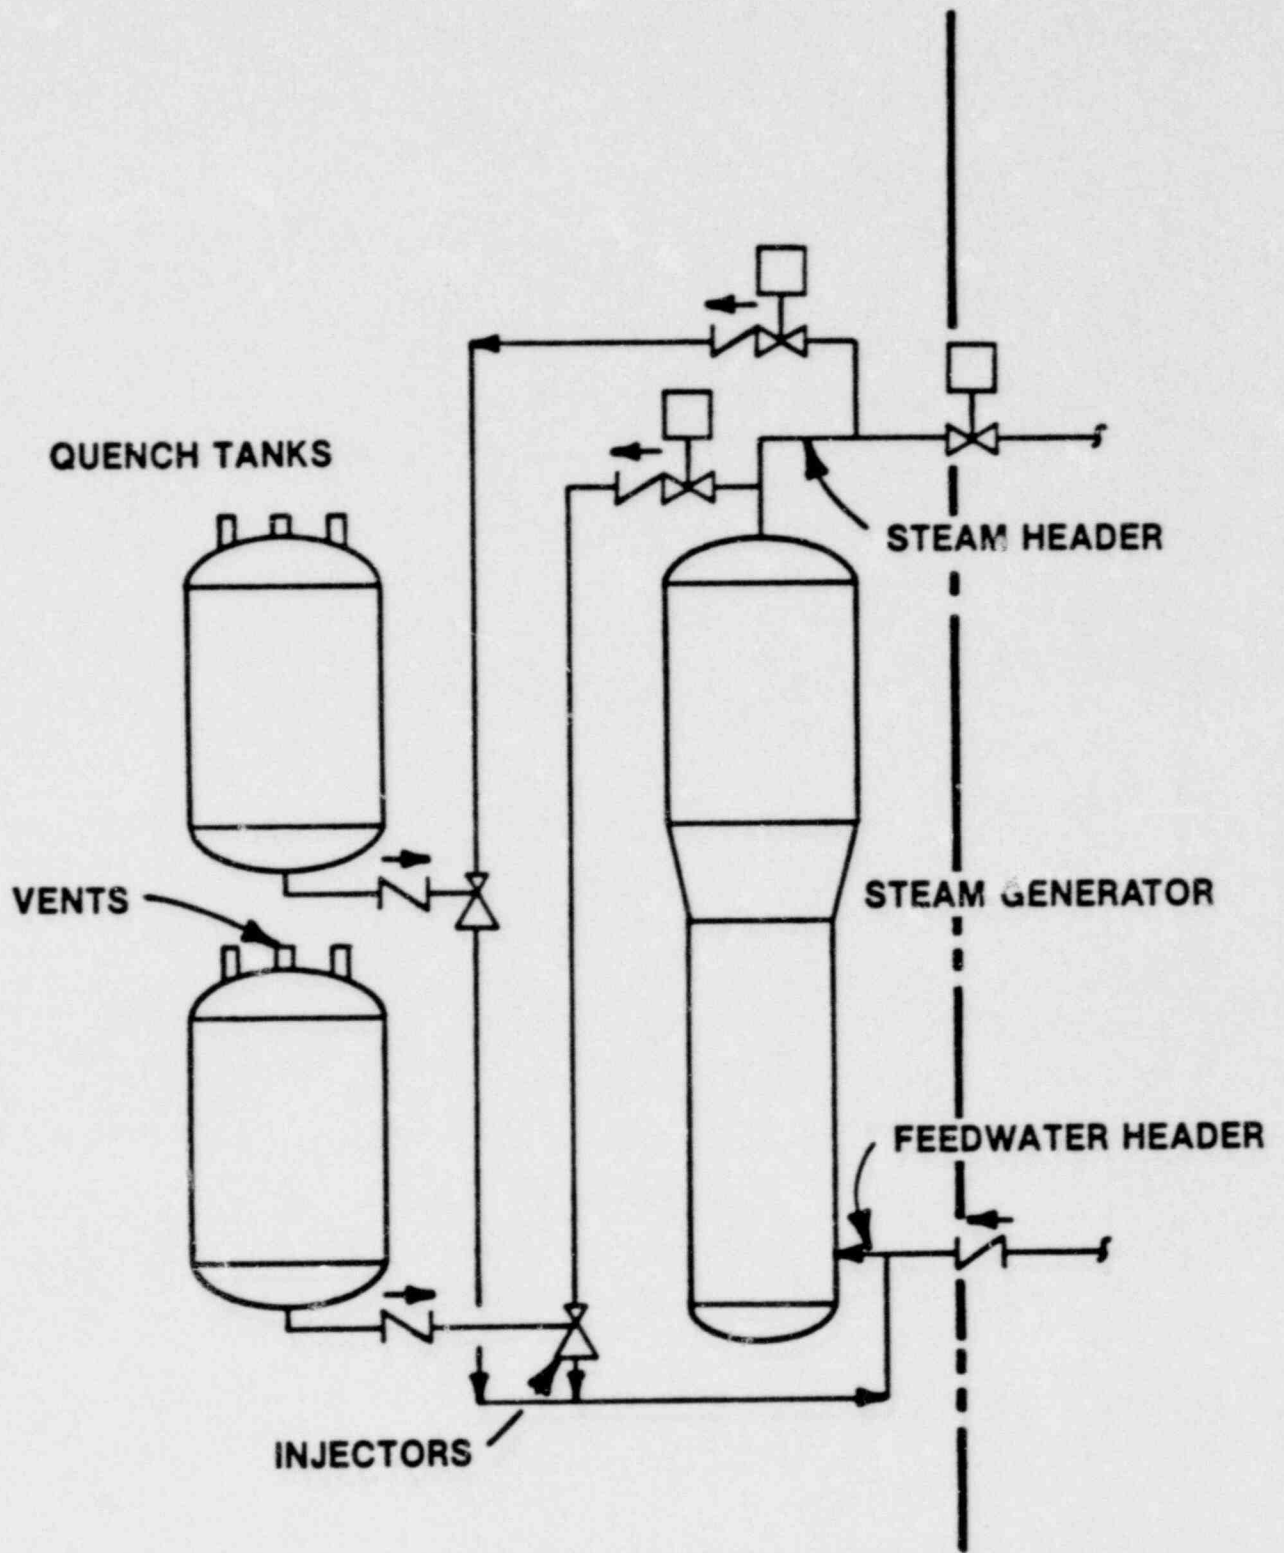 QUENCH TANKS
STEAM HEADER
VENTS
STEAM GENERATOR
FEEDWATER HEADER
INJECTORS